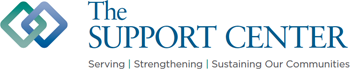 The
SUPPORT CENTER
Serving | Strengthening | Sustaining Our Communities